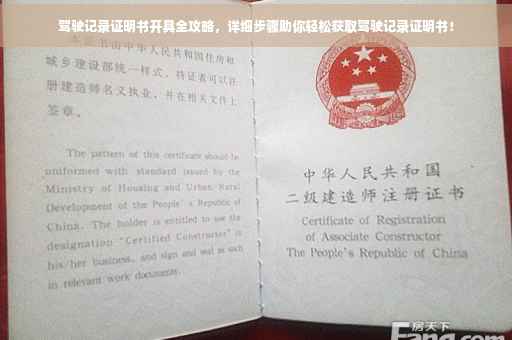 驾驶记录证明书开具全攻略，详细步骤助你轻松获取驾驶记录证明书！
本证书由中华人民共和国住房和
城乡建设部统一样式，持证者可以注
册建造师名义执业，并在相关文件上
签章。
The pattern of this certificate should be
uniformed with standard issued by the
Ministry of Housing and Urban Rural
Development of the People's Republic of
China. The holder is entitled to use the
designation "Certified Constructor" in
his/her business, and sign and seal as such
in relevant work documents.
中华人民共和国
二级建造师注册证书
Certificate of Registration
of Associate Constructor
The People's Republic of China
房天下
Fang.com